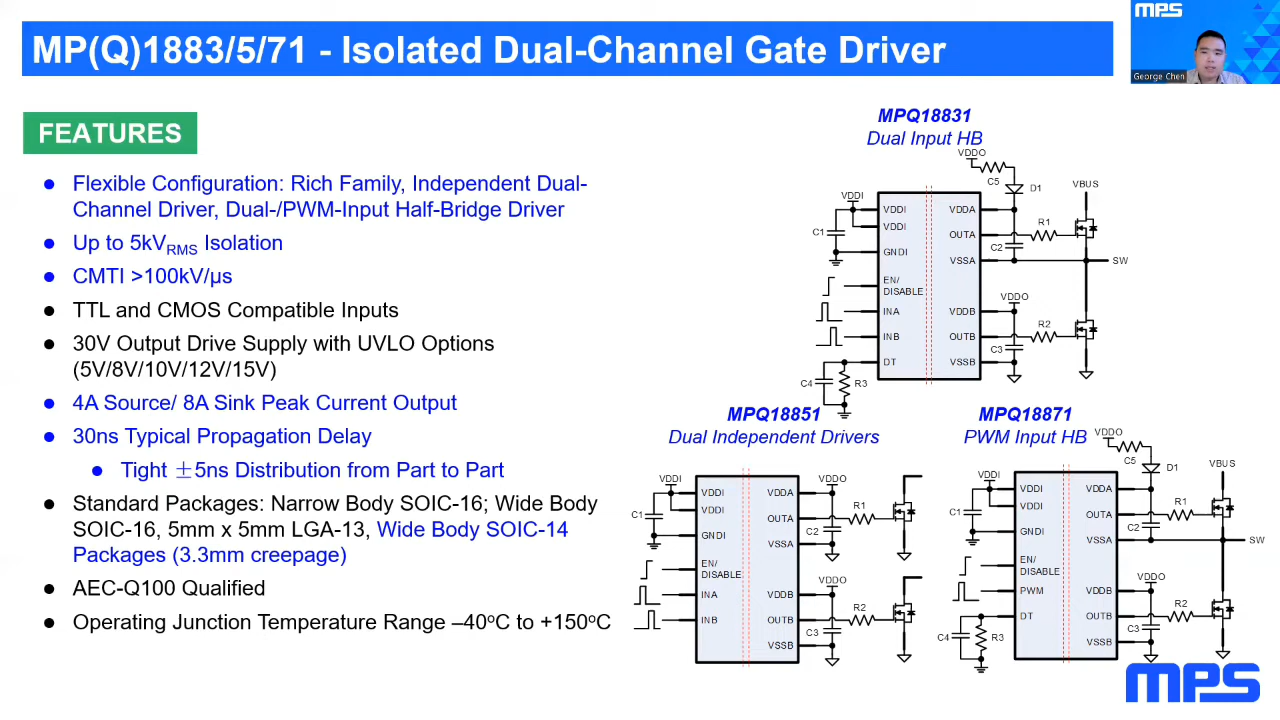 MP(Q)1883/5/71 - Isolated Dual-Channel Gate Driver
MPS
George Chen
FEATURES
● Flexible Configuration: Rich Family, Independent Dual-
Channel Driver, Dual-/PWM-Input Half-Bridge Driver
● Up to 5kVRMS Isolation
● CMTI >100kV/µs
● TTL and CMOS Compatible Inputs
● 30V Output Drive Supply with UVLO Options
(5V/8V/10V/12V/15V)
● 4A Source/ 8A Sink Peak Current Output
● 30ns Typical Propagation Delay
● Tight ±5ns Distribution from Part to Part
● Standard Packages: Narrow Body SOIC-16; Wide Body
SOIC-16, 5mm x 5mm LGA-13, Wide Body SOIC-14
Packages (3.3mm creepage)
● AEC-Q100 Qualified
● Operating Junction Temperature Range –40oC to +150oC
MPQ18831
Dual Input HB
VDDO
C5
D1
VBUS
VDDI
VDDI
VDDA
VDDI
R1
C1
OUTA
C2
GNDI
VSSA
SW
EN/
DISABLE
VDDO
INA
VDDB
R2
INB
OUTB
C3
DT
VSSB
C4
R3
MPQ18851
Dual Independent Drivers
VDDI
VDDO
VDDI
VDDA
VDDI
R1
C1
OUTA
C2
GNDI
VSSA
EN/
DISABLE
VDDO
INA
VDDB
R2
INB
OUTB
C3
VSSB
MPQ18871
PWM Input HB
VDDO
C5
D1
VBUS
VDDI
VDDI
VDDA
VDDI
R1
C1
OUTA
C2
GNDI
VSSA
SW
EN/
DISABLE
VDDO
PWM
VDDB
R2
DT
OUTB
C3
C4
R3
VSSB
MPS